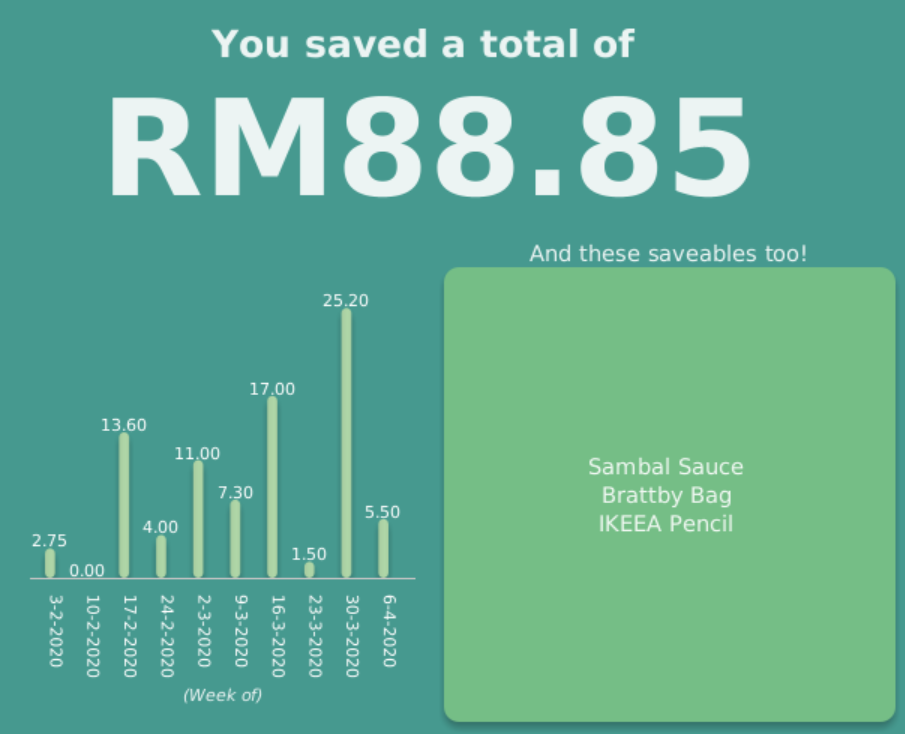 You saved a total of
RM88.85
And these saveables too!
25.20
17.00
13.60
11.00
7.30
5.50
4.00
2.75
1.50
0.00
3-2-2020
10-2-2020
17-2-2020
24-2-2020
2-3-2020
9-3-2020
16-3-2020
23-3-2020
30-3-2020
6-4-2020
(Week of)
Sambal Sauce
Brattby Bag
IKEEA Pencil